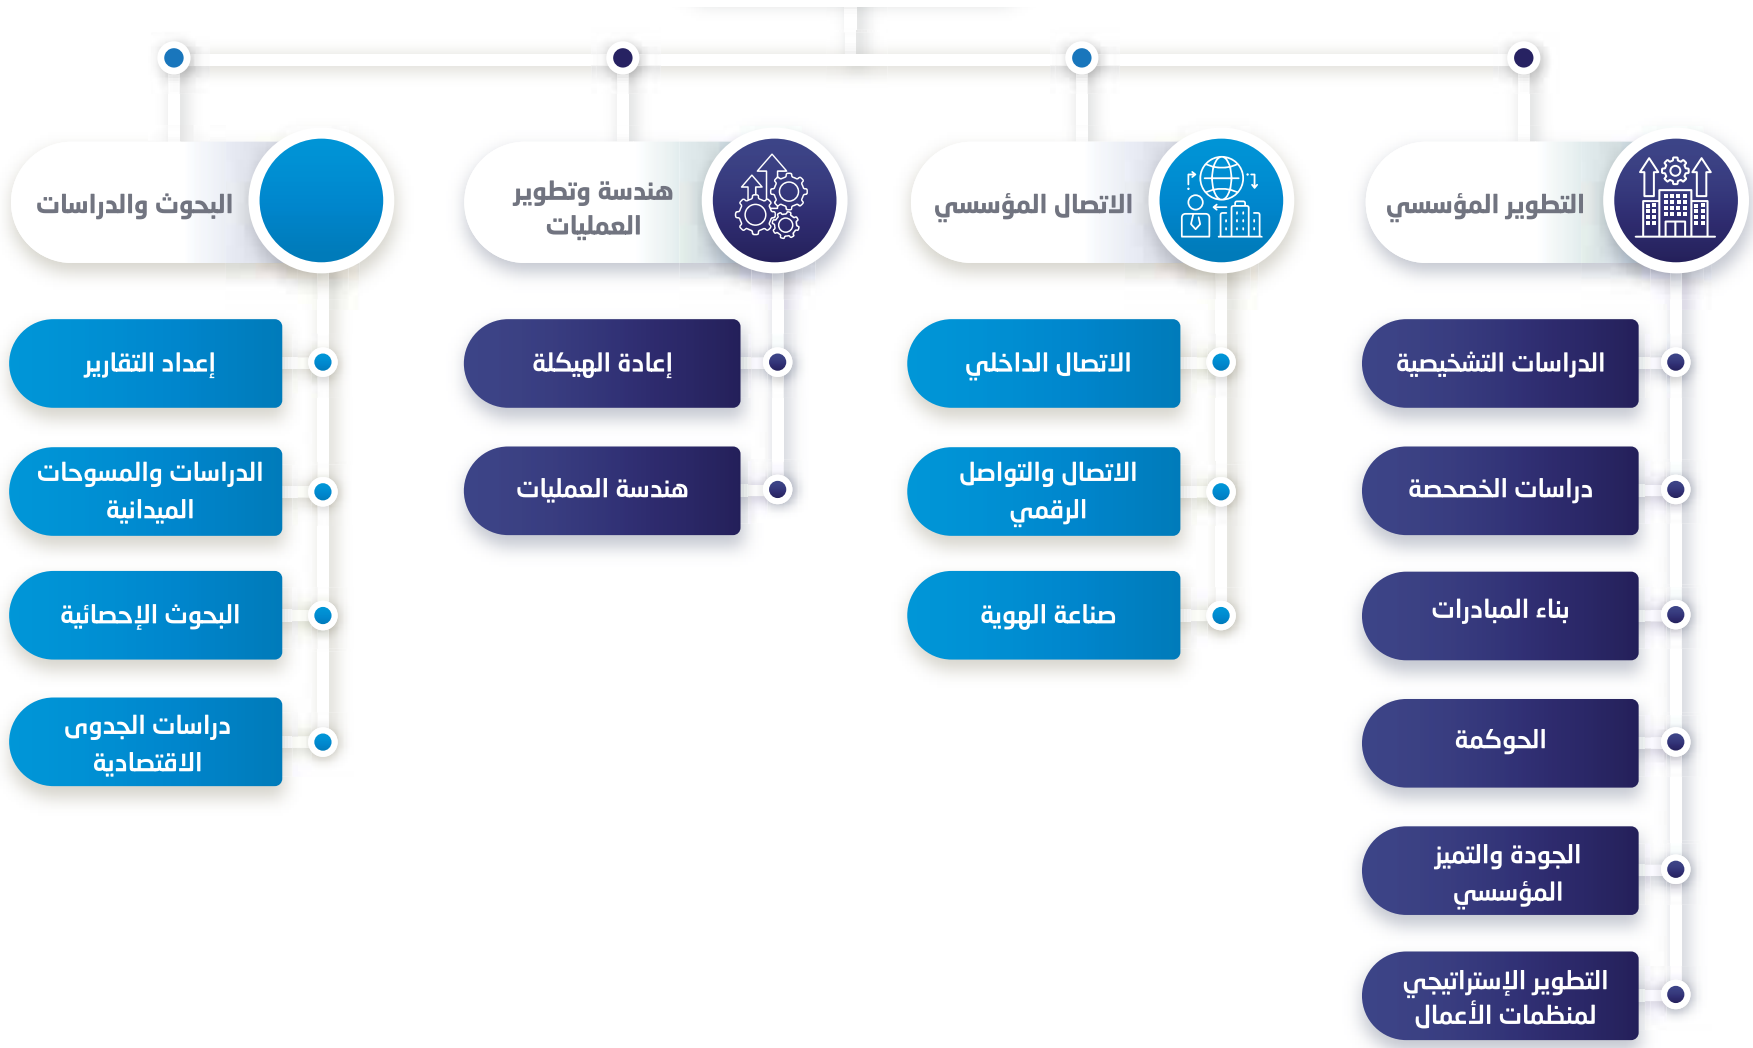 التطوير المؤسسي
الدراسات التشخيصية
دراسات الخصخصة
بناء المبادرات
الحوكمة
الجودة والتميز
المؤسسي
التطوير الإستراتيجي
لمنظمات الأعمال
الاتصال المؤسسي
الاتصال الداخلي
الاتصال والتواصل
الرقمي
صناعة الهوية
هندسة وتطوير
العمليات
إعادة الهيكلة
هندسة العمليات
البحوث والدراسات
إعداد التقارير
الدراسات والمسوحات
الميدانية
البحوث الإحصائية
دراسات الجدوى
الاقتصادية